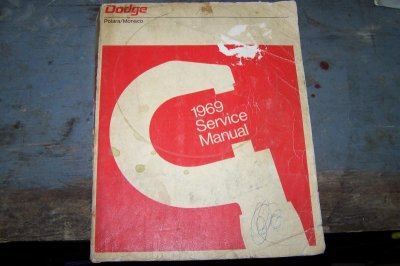 Dodge
Polara/Monaco
1969
Service
Manual